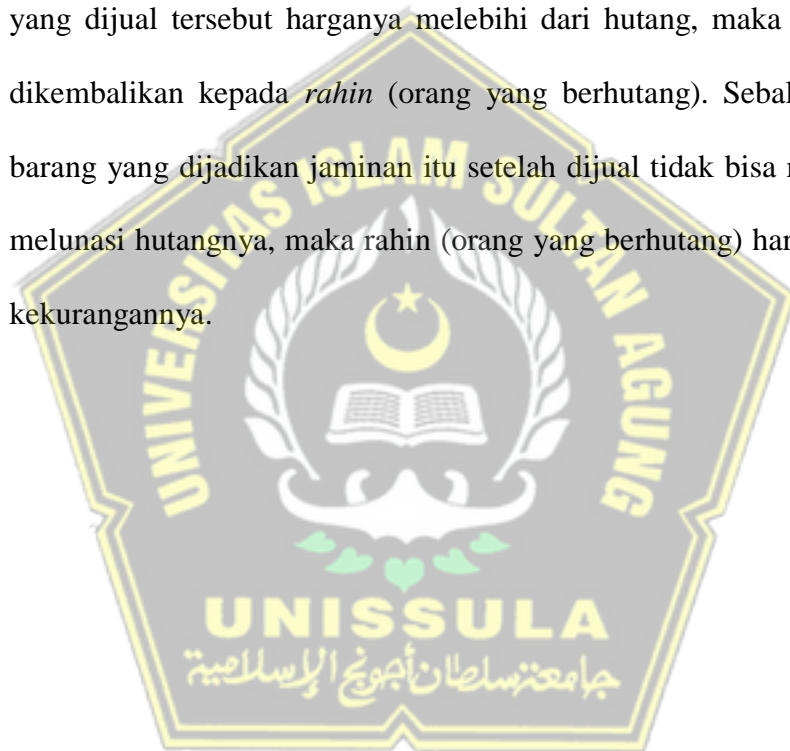 yang dijual tersebut harganya melebihi dari hutang, maka
dikembalikan kepada rahin (orang yang berhutang). Sebal
barang yang dijadikan jaminan itu setelah dijual tidak bisa
melunasi hutangnya, maka rahin (orang yang berhutang) har
kekurangannya.
UNIVERSITAS ISLAM SULTAN AGUNG
UNISSULA
جامعة سلطان أجونج الإسلامية